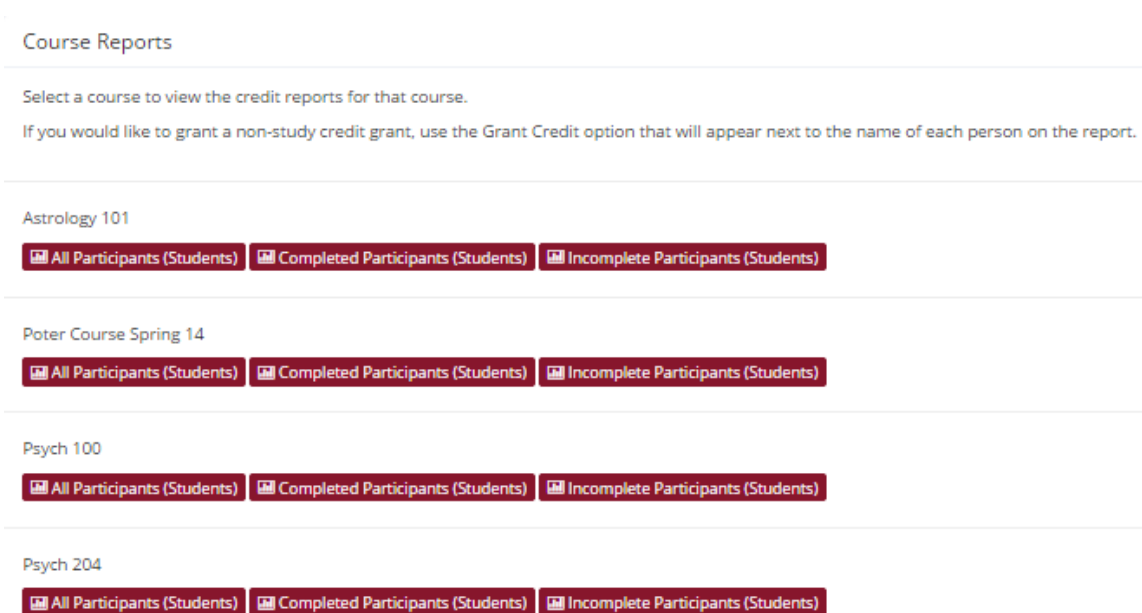 Course Reports
Select a course to view the credit reports for that course.
If you would like to grant a non-study credit grant, use the Grant Credit option that will appear next to the name of each person on the report.
Astrology 101
All Participants (Students) Completed Participants (Students) Incomplete Participants (Students)
Poter Course Spring 14
All Participants (Students) Completed Participants (Students) Incomplete Participants (Students)
Psych 100
All Participants (Students) Completed Participants (Students) Incomplete Participants (Students)
Psych 204
All Participants (Students) Completed Participants (Students) Incomplete Participants (Students)